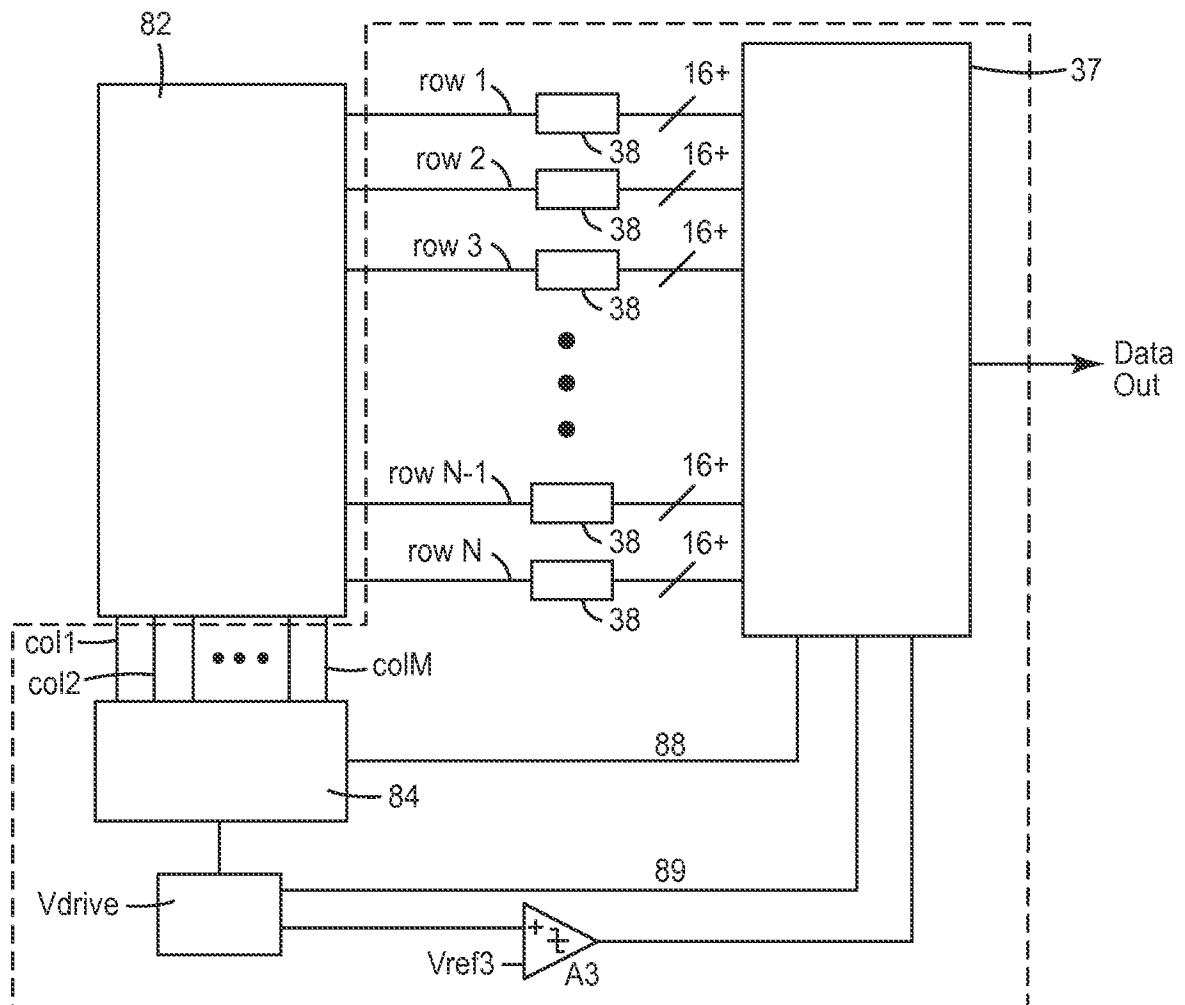 82
37
row 1
38
16+
row 2
38
16+
row 3
38
16+
Data
Out
row N-1
38
16+
row N
38
16+
col1
col2
colM
84
88
89
Vdrive
+
Vref3
A3